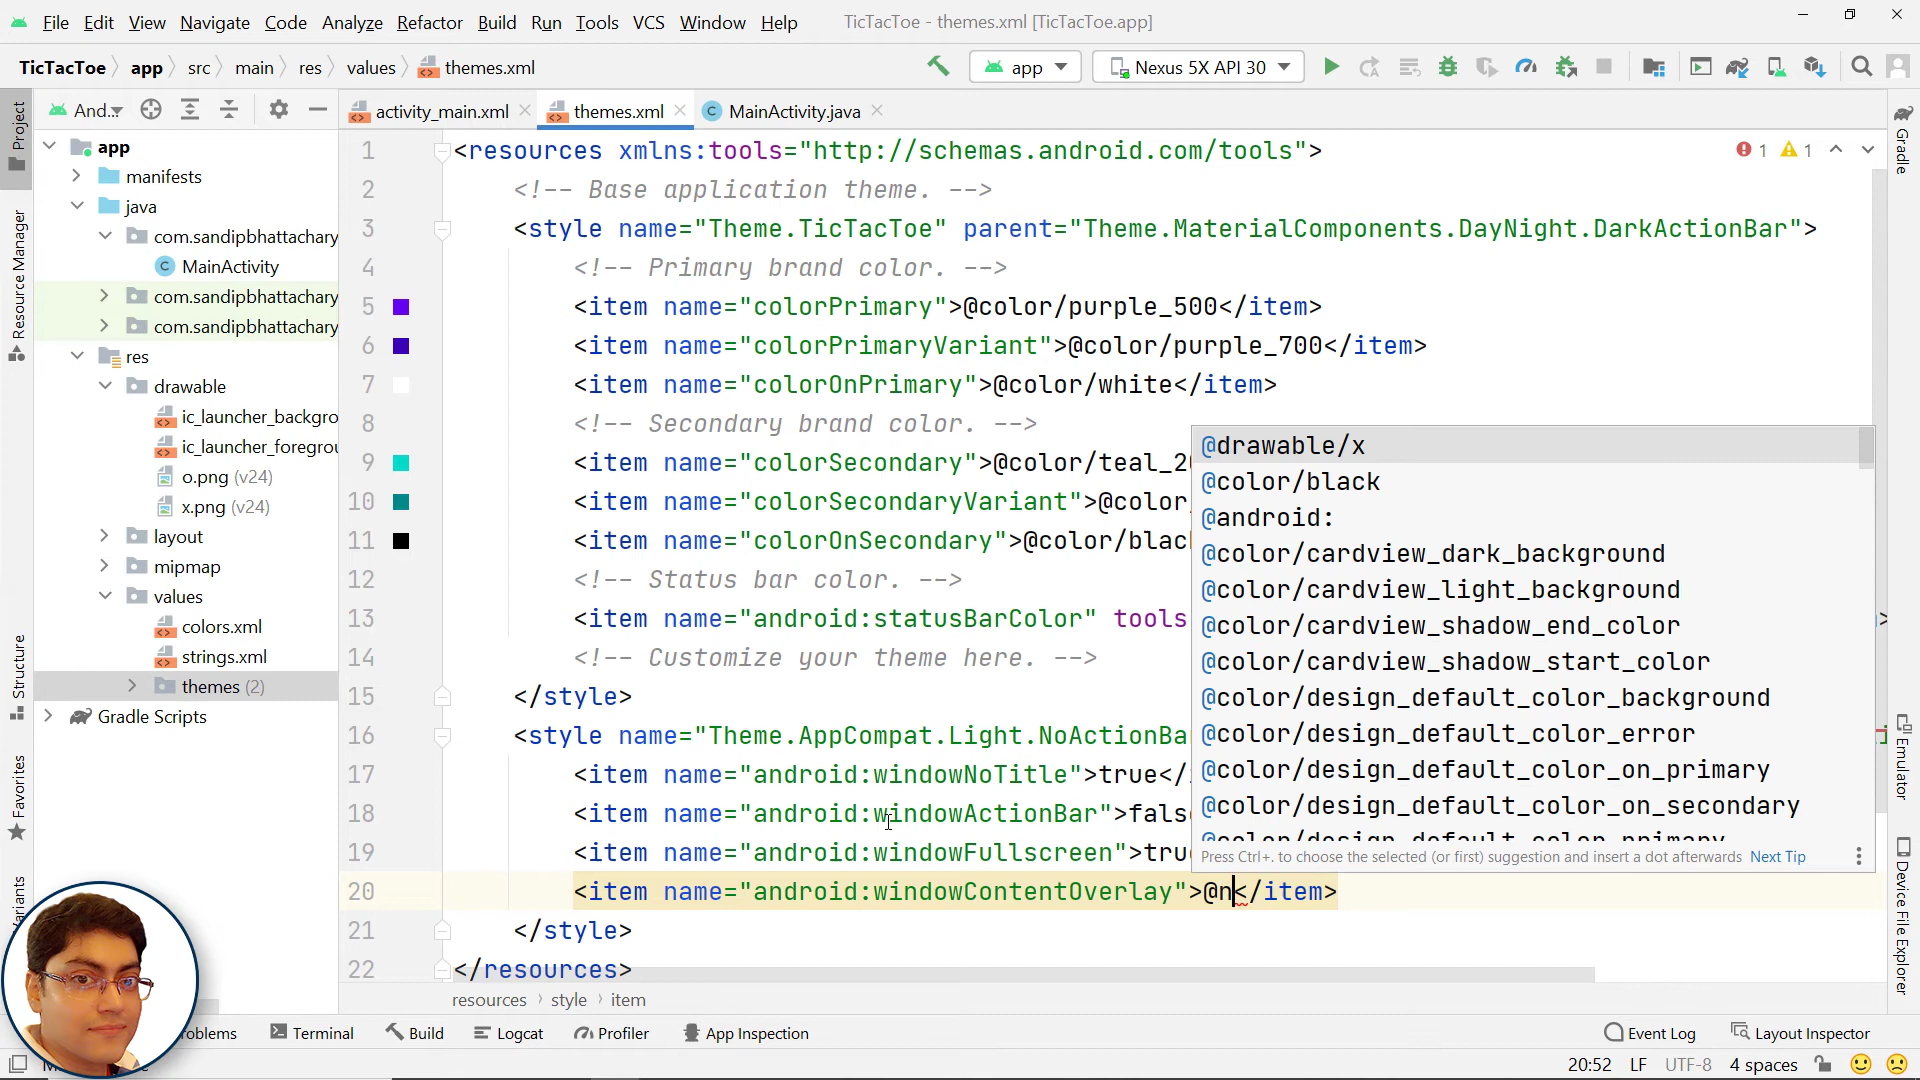 File Edit View Navigate Code Analyze Refactor Build Run Tools VCS Window Help TicTacToe - themes.xml [TicTacToe.app]
TicTacToe app src main res values themes.xml app Nexus 5X API 30
And... activity_main.xml themes.xml MainActivity.java
Project
Resource Manager
Structure
Favorites
app
manifests
java
com.sandipbhattachary
MainActivity
com.sandipbhattachary
com.sandipbhattachary
res
drawable
ic_launcher_backgro
ic_launcher_foregrou
o.png (v24)
x.png (v24)
layout
mipmap
values
colors.xml
strings.xml
themes (2)
Gradle Scripts
1 <resources xmlns:tools="http://schemas.android.com/tools"> 1 1
2 <!-- Base application theme. -->
3 <style name="Theme.TicTacToe" parent="Theme.MaterialComponents.DayNight.DarkActionBar">
4 <!-- Primary brand color. -->
5 <item name="colorPrimary">@color/purple_500</item>
6 <item name="colorPrimaryVariant">@color/purple_700</item>
7 <item name="colorOnPrimary">@color/white</item>
8 <!-- Secondary brand color. -->
9 <item name="colorSecondary">@color/teal_2
10 <item name="colorSecondaryVariant">@color
11 <item name="colorOnSecondary">@color/blac
12 <!-- Status bar color. -->
13 <item name="android:statusBarColor" tools >
14 <!-- Customize your theme here. -->
15 </style>
16 <style name="Theme.AppCompat.Light.NoActionBa
17 <item name="android:windowNoTitle">true</
18 <item name="android:windowActionBar">fals
19 <item name="android:windowFullscreen">tru
20 <item name="android:windowContentOverlay">@n</item>
21 </style>
22 </resources>
@drawable/x
@color/black
@android:
@color/cardview_dark_background
@color/cardview_light_background
@color/cardview_shadow_end_color
@color/cardview_shadow_start_color
@color/design_default_color_background
@color/design_default_color_error
@color/design_default_color_on_primary
@color/design_default_color_on_secondary
@color/design_default_color_primary
Press Ctrl+. to choose the selected (or first) suggestion and insert a dot afterwards Next Tip
Gradle
Emulator
Device File Explorer
resources style item
Terminal Build Logcat Profiler App Inspection Event Log Layout Inspector
20:52 LF UTF-8 4 spaces